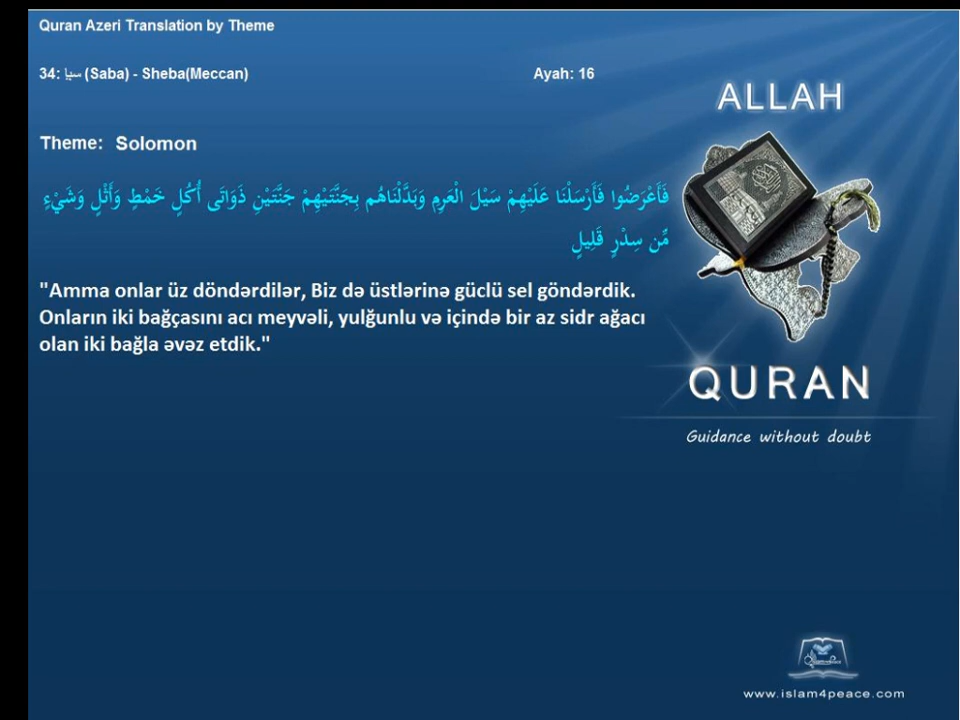 Quran Azeri Translation by Theme
34: سبأ (Saba) - Sheba(Meccan) Ayah: 16
ALLAH
Theme: Solomon
فَأَعْرَضُوا فَأَرْسَلْنَا عَلَيْهِمْ سَيْلَ الْعَرِمِ وَبَدَّلْنَاهُم بِجَنَّتَيْهِمْ جَنَّتَيْنِ ذَوَاتَى أُكُلٍ خَمْطٍ وَأَثْلٍ وَشَيْءٍ
مِّن سِدْرٍ قَلِيلٍ
"Amma onlar üz döndərdilər, Biz də üstlərinə güclü sel göndərdik.
Onların iki bağçasını acı meyvəli, yulğunlu və içində bir az sidr ağacı
olan iki bağla əvəz etdik."
QURAN
Guidance without doubt
www.islam4peace.com